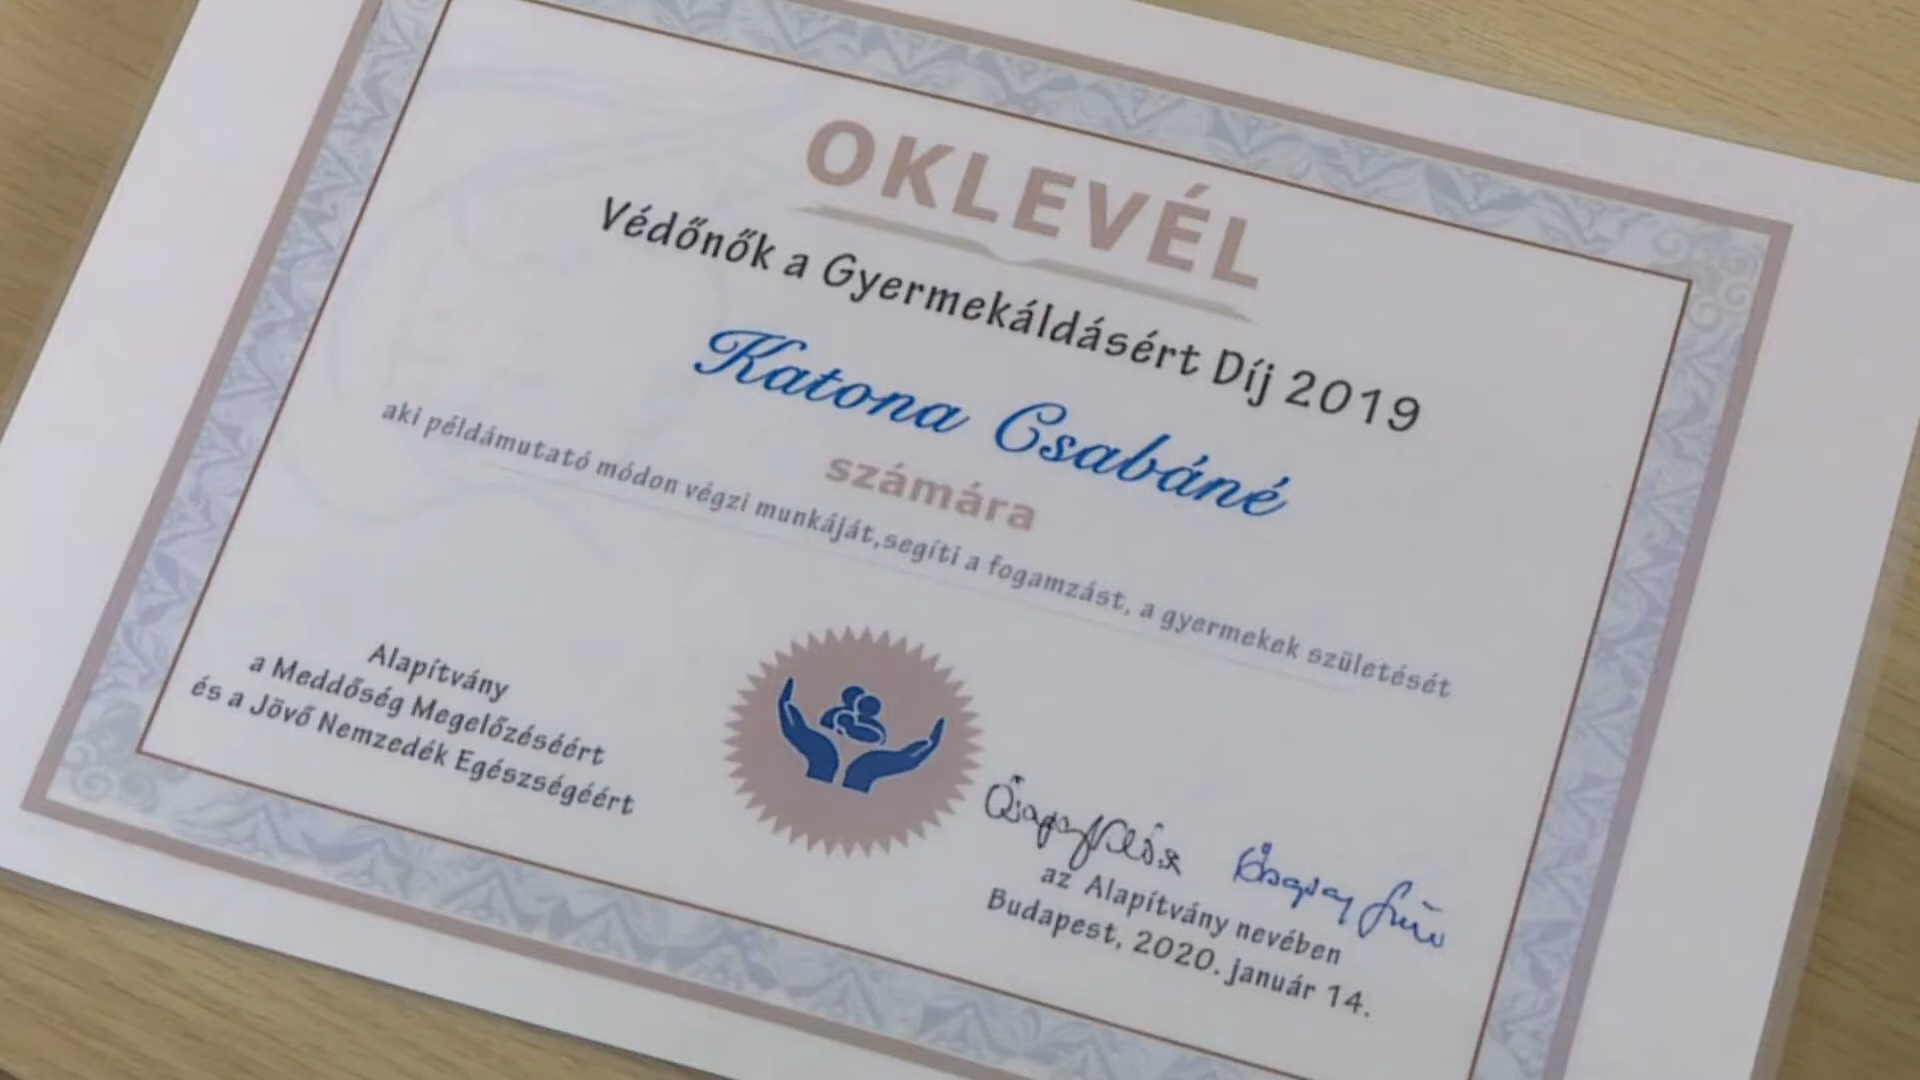 OKLEVÉL
Védőnők a Gyermekáldásért Díj 2019
Katona Csabáné
számára
aki példámutató módon végzi munkáját,segíti a fogamzást, a gyermekek születését
Alapítvány
a Meddőség Megelőzéséért
és a Jövő Nemzedék Egészségéért
az Alapítvány nevében
Budapest, 2020. január 14.